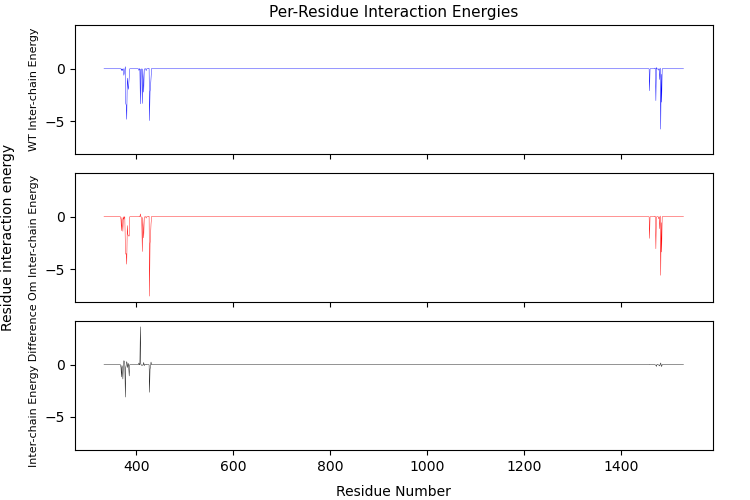 Per-Residue Interaction Energies
Residue interaction energy
WT Inter-chain Energy
0
−5
Om Inter-chain Energy
0
−5
Inter-chain Energy Difference
0
−5
400
600
800
1000
1200
1400
Residue Number